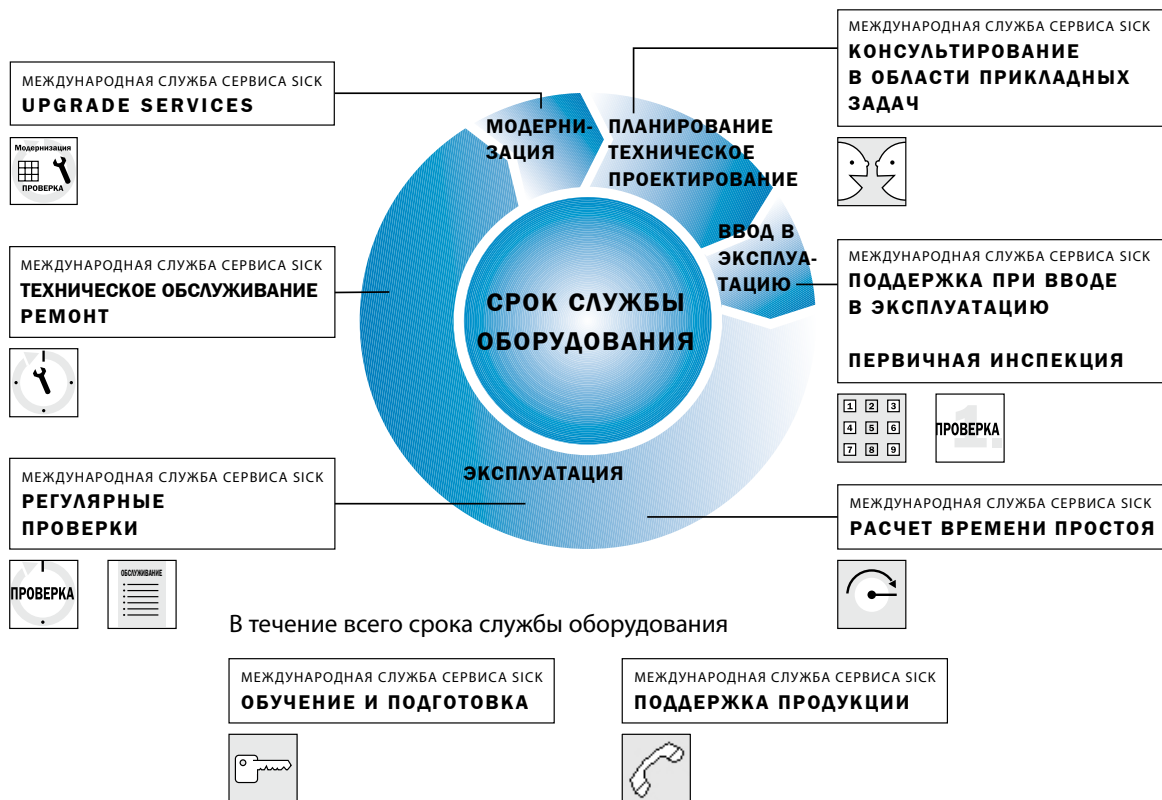 МЕЖДУНАРОДНАЯ СЛУЖБА СЕРВИСА SICK
UPGRADE SERVICES
Модернизация
ПРОВЕРКА
МЕЖДУНАРОДНАЯ СЛУЖБА СЕРВИСА SICK
ТЕХНИЧЕСКОЕ ОБСЛУЖИВАНИЕ
РЕМОНТ
МЕЖДУНАРОДНАЯ СЛУЖБА СЕРВИСА SICK
РЕГУЛЯРНЫЕ
ПРОВЕРКИ
ПРОВЕРКА
ОБСЛУЖИВАНИЕ
МОДЕРНИ-
ЗАЦИЯ
ПЛАНИРОВАНИЕ
ТЕХНИЧЕСКОЕ
ПРОЕКТИРОВАНИЕ
ВВОД В
ЭКСПЛУА-
ТАЦИЮ
СРОК СЛУЖБЫ
ОБОРУДОВАНИЯ
ЭКСПЛУАТАЦИЯ
МЕЖДУНАРОДНАЯ СЛУЖБА СЕРВИСА SICK
КОНСУЛЬТИРОВАНИЕ
В ОБЛАСТИ ПРИКЛАДНЫХ
ЗАДАЧ
МЕЖДУНАРОДНАЯ СЛУЖБА СЕРВИСА SICK
ПОДДЕРЖКА ПРИ ВВОДЕ
В ЭКСПЛУАТАЦИЮ
ПЕРВИЧНАЯ ИНСПЕКЦИЯ
1 2 3
4 5 6
7 8 9
1.
ПРОВЕРКА
МЕЖДУНАРОДНАЯ СЛУЖБА СЕРВИСА SICK
РАСЧЕТ ВРЕМЕНИ ПРОСТОЯ
В течение всего срока службы оборудования
МЕЖДУНАРОДНАЯ СЛУЖБА СЕРВИСА SICK
ОБУЧЕНИЕ И ПОДГОТОВКА
МЕЖДУНАРОДНАЯ СЛУЖБА СЕРВИСА SICK
ПОДДЕРЖКА ПРОДУКЦИИ